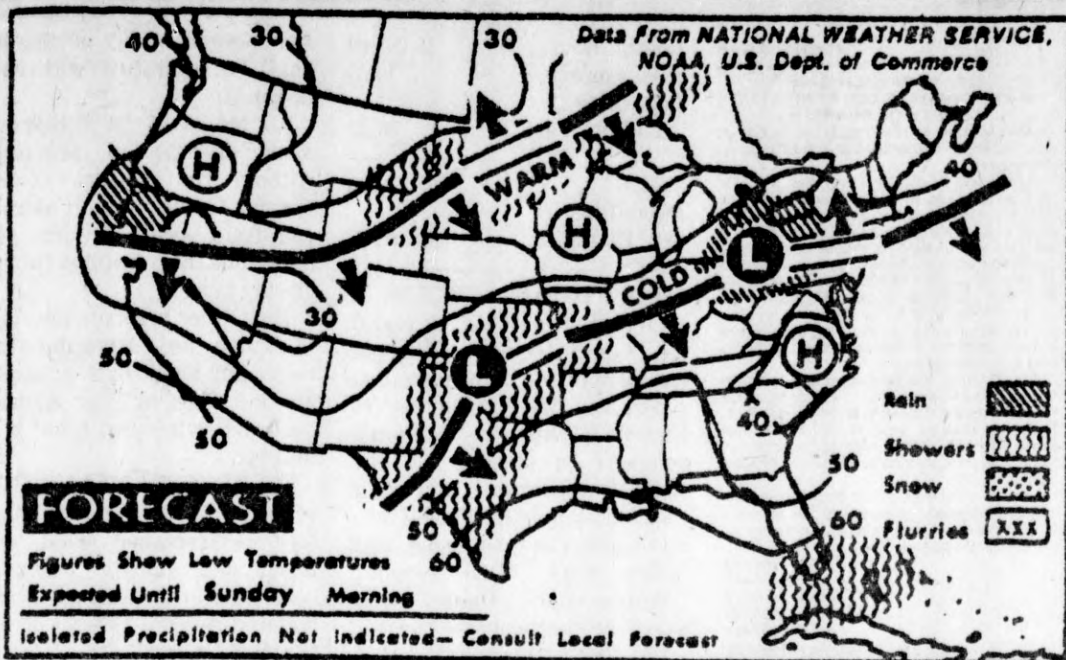 40
30
30
Data From NATIONAL WEATHER SERVICE,
NOAA, U.S. Dept. of Commerce
H
WARM
40
H
L
COLD
30
50
L
H
50
40
Rain
Showers
50
Snow
50
60
Flurries
XXX
60
FORECAST
Figures Show Low Temperatures
Expected Until Sunday Morning
Isolated Precipitation Not Indicated— Consult Local Forecast